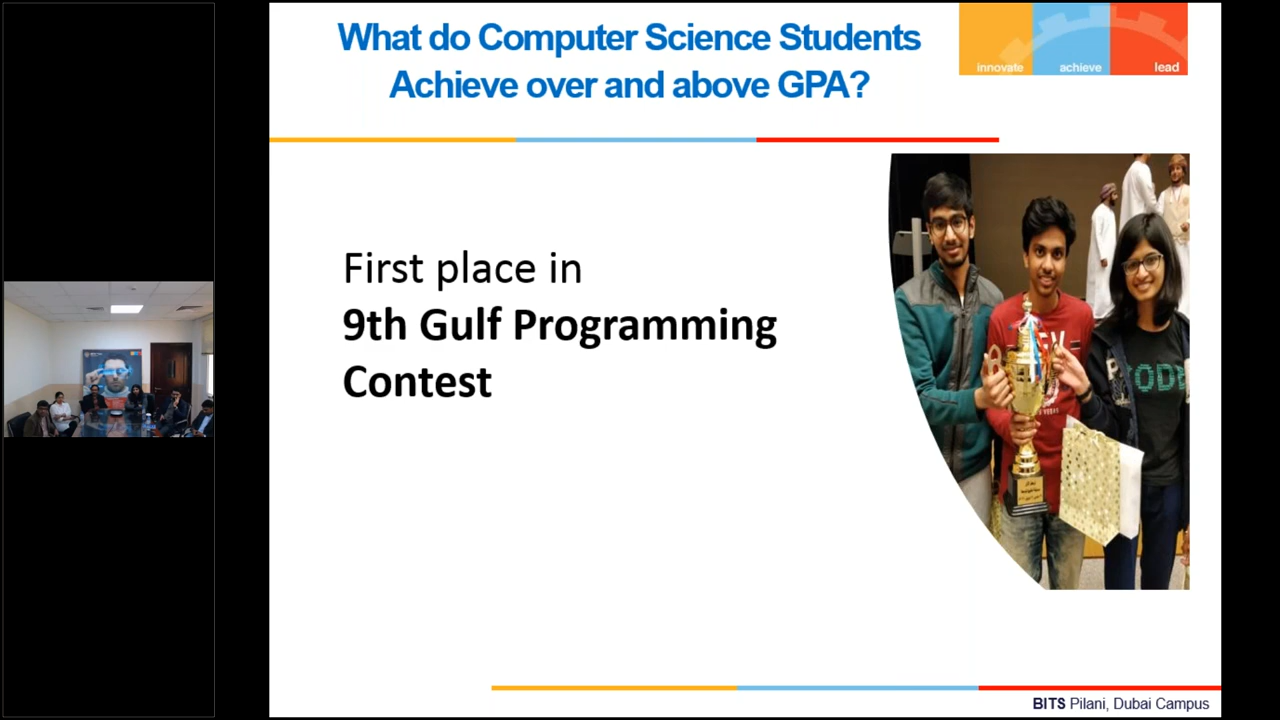 What do Computer Science Students
Achieve over and above GPA?
innovate achieve lead
First place in
9th Gulf Programming
Contest
BITS Pilani, Dubai Campus